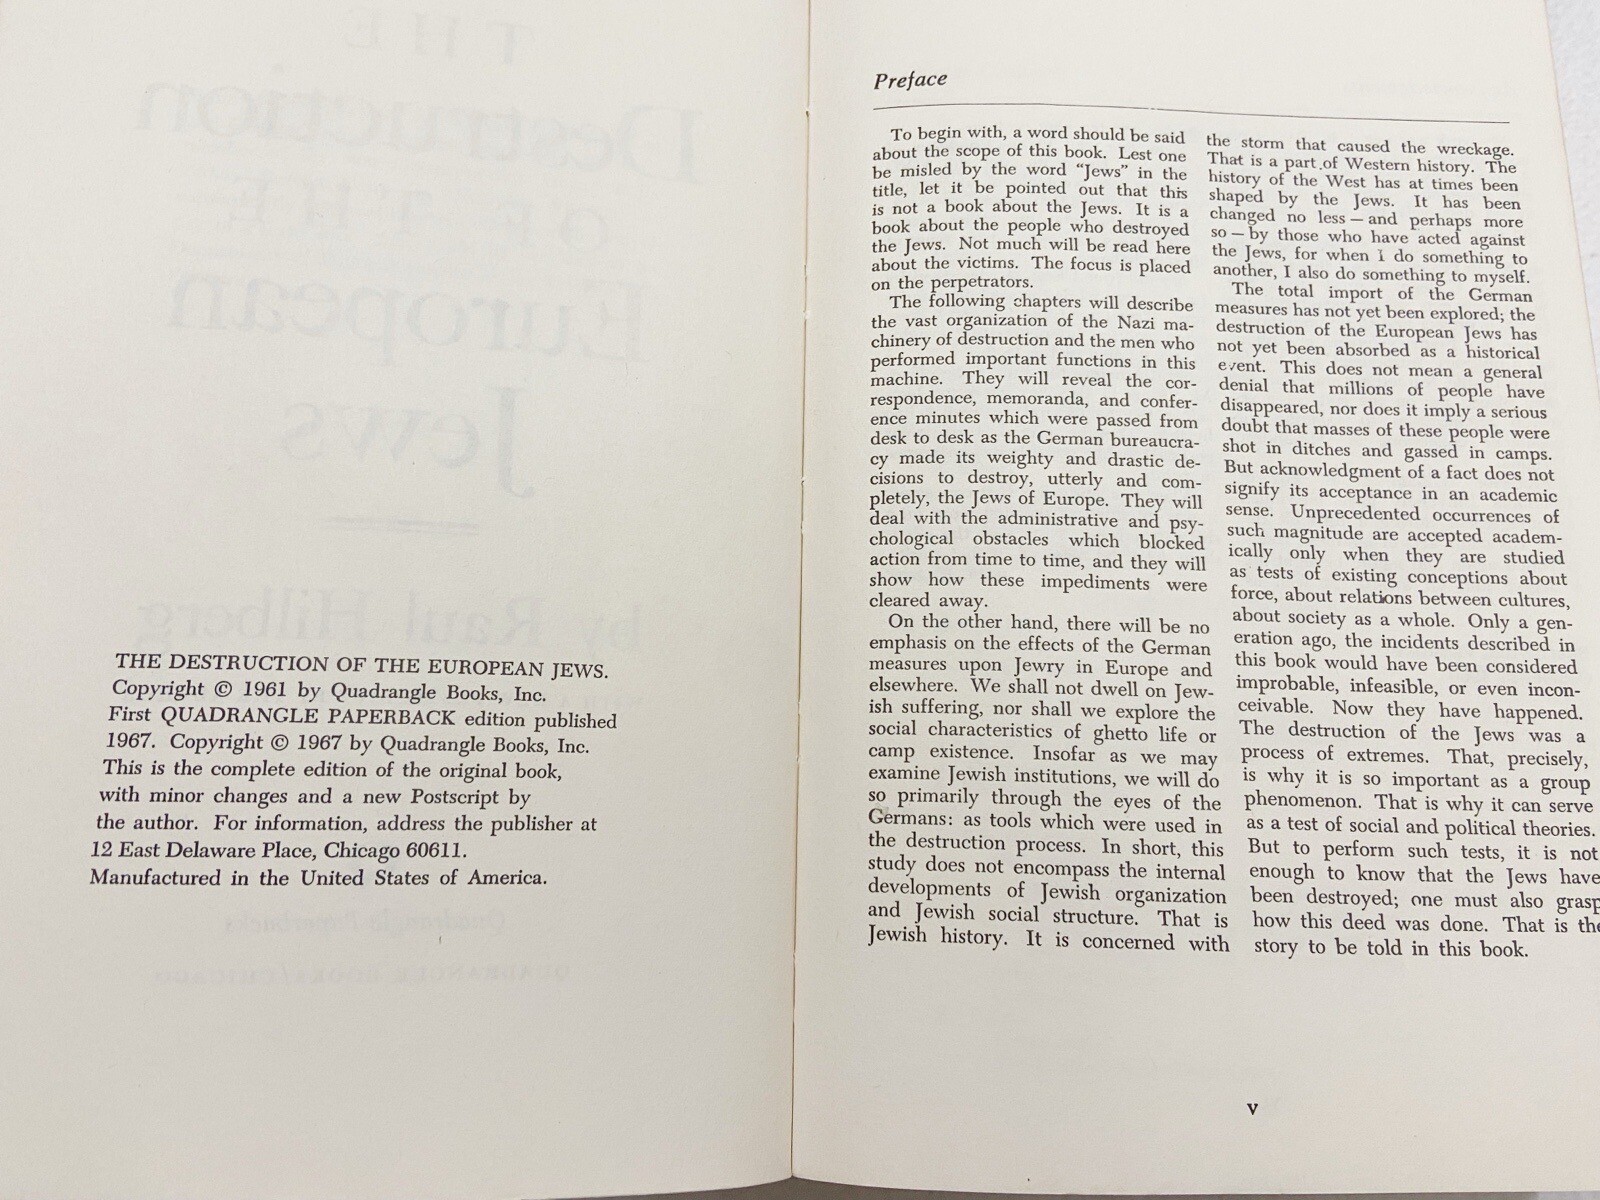 THE DESTRUCTION OF THE EUROPEAN JEWS.
Copyright © 1961 by Quadrangle Books, Inc.
First QUADRANGLE PAPERBACK edition published
1967. Copyright © 1967 by Quadrangle Books, Inc.
This is the complete edition of the original book,
with minor changes and a new Postscript by
the author. For information, address the publisher at
12 East Delaware Place, Chicago 60611.
Manufactured in the United States of America.
Preface
To begin with, a word should be said
about the scope of this book. Lest one
be misled by the word “Jews” in the
title, let it be pointed out that this
is not a book about the Jews. It is a
book about the people who destroyed
the Jews. Not much will be read here
about the victims. The focus is placed
on the perpetrators.
The following chapters will describe
the vast organization of the Nazi ma-
chinery of destruction and the men who
performed important functions in this
machine. They will reveal the cor-
respondence, memoranda, and confer-
ence minutes which were passed from
desk to desk as the German bureaucra-
cy made its weighty and drastic de-
cisions to destroy, utterly and com-
pletely, the Jews of Europe. They will
deal with the administrative and psy-
chological obstacles which blocked
action from time to time, and they will
show how these impediments were
cleared away.
On the other hand, there will be no
emphasis on the effects of the German
measures upon Jewry in Europe and
elsewhere. We shall not dwell on Jew-
ish suffering, nor shall we explore the
social characteristics of ghetto life or
camp existence. Insofar as we may
examine Jewish institutions, we will do
so primarily through the eyes of the
Germans: as tools which were used in
the destruction process. In short, this
study does not encompass the internal
developments of Jewish organization
and Jewish social structure. That is
Jewish history. It is concerned with
the storm that caused the wreckage.
That is a part of Western history. The
history of the West has at times been
shaped by the Jews. It has been
changed no less — and perhaps more
so — by those who have acted against
the Jews, for when I do something to
another, I also do something to myself.
The total import of the German
measures has not yet been explored; the
destruction of the European Jews has
not yet been absorbed as a historical
event. This does not mean a general
denial that millions of people have
disappeared, nor does it imply a serious
doubt that masses of these people were
shot in ditches and gassed in camps.
But acknowledgment of a fact does not
signify its acceptance in an academic
sense. Unprecedented occurrences of
such magnitude are accepted academ-
ically only when they are studied
as tests of existing conceptions about
force, about relations between cultures,
about society as a whole. Only a gen-
eration ago, the incidents described in
this book would have been considered
improbable, infeasible, or even incon-
ceivable. Now they have happened.
The destruction of the Jews was a
process of extremes. That, precisely,
is why it is so important as a group
phenomenon. That is why it can serve
as a test of social and political theories.
But to perform such tests, it is not
enough to know that the Jews have
been destroyed; one must also grasp
how this deed was done. That is the
story to be told in this book.
v